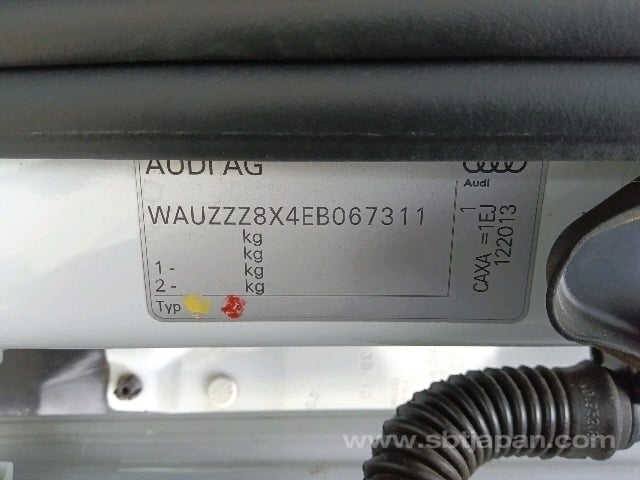 AUDI AG
Audi
WAUZZZ8X4EB067311
kg
kg
1 - kg
2 - kg
Typ
CAXA =1EJ 1
122013
www.sbtjapan.com